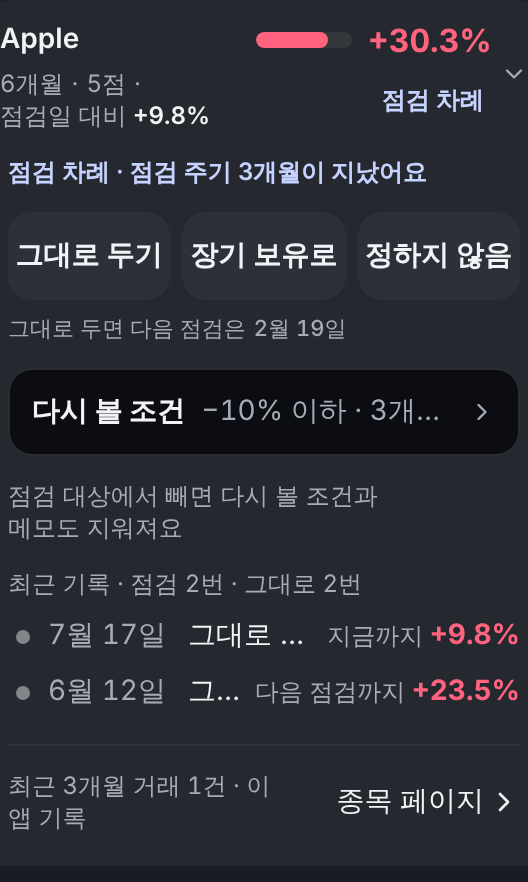 Apple
+30.3%
6개월 · 5점 ·
점검일 대비 +9.8%
점검 차례
점검 차례 · 점검 주기 3개월이 지났어요
그대로 두기
장기 보유로
정하지 않음
그대로 두면 다음 점검은 2월 19일
다시 볼 조건 −10% 이하 · 3개...
점검 대상에서 빼면 다시 볼 조건과
메모도 지워져요
최근 기록 · 점검 2번 · 그대로 2번
7월 17일 그대로 ... 지금까지 +9.8%
6월 12일 그... 다음 점검까지 +23.5%
최근 3개월 거래 1건 · 이
앱 기록
종목 페이지